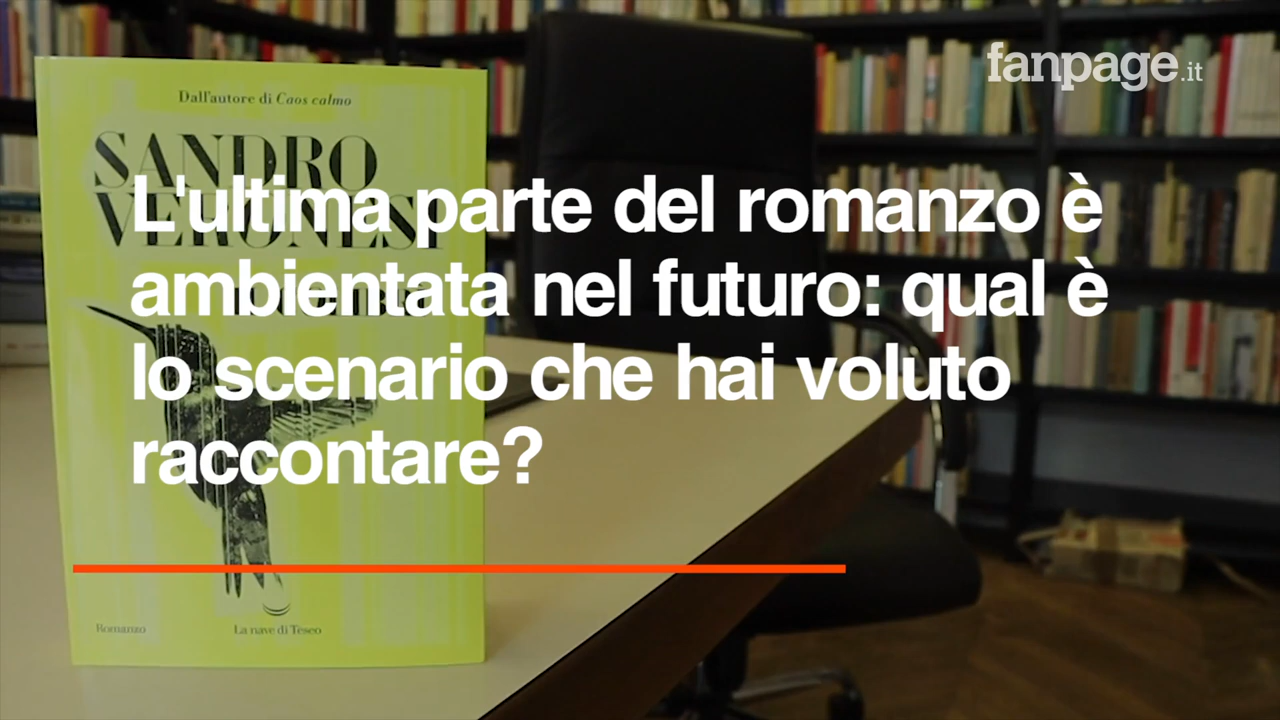 fanpage.it
Dall'autore di Caos calmo
SANDRO
VERONESI
L'ultima parte del romanzo è
ambientata nel futuro: qual è
lo scenario che hai voluto
raccontare?
Romanzo
La nave di Teseo